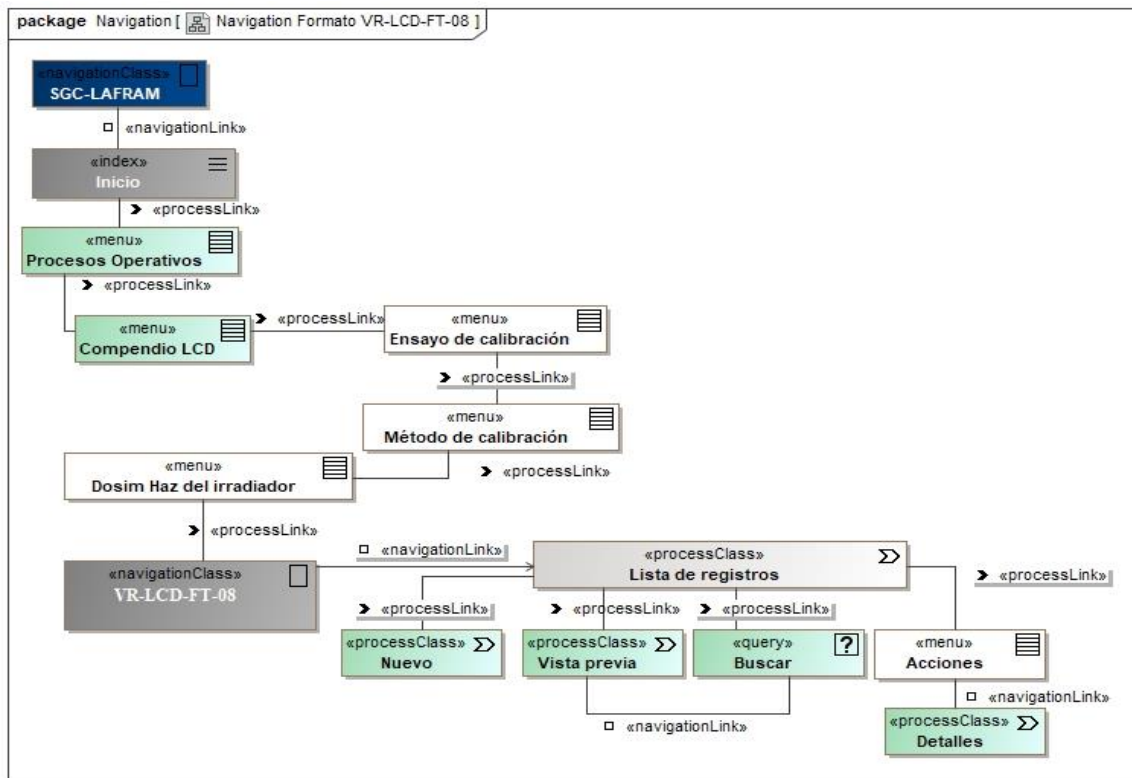 package Navigation [ Navigation Formato VR-LCD-FT-08 ]
«navigationClass»
SGC-LAFRAM
«navigationLink»
«index»
Inicio
«processLink»
«menu»
Procesos Operativos
«processLink»
«menu»
Compendio LCD
«processLink»
«menu»
Ensayo de calibración
«processLink»
«menu»
Método de calibración
«processLink»
«menu»
Dosim Haz del irradiador
«processLink»
«navigationClass»
VR-LCD-FT-08
«navigationLink»
«processClass»
Lista de registros
«processLink»
«processLink»
«processLink»
«processLink»
«processClass»
Nuevo
«processClass»
Vista previa
«query»
?
Buscar
«menu»
Acciones
«navigationLink»
«navigationLink»
«processClass»
Detalles